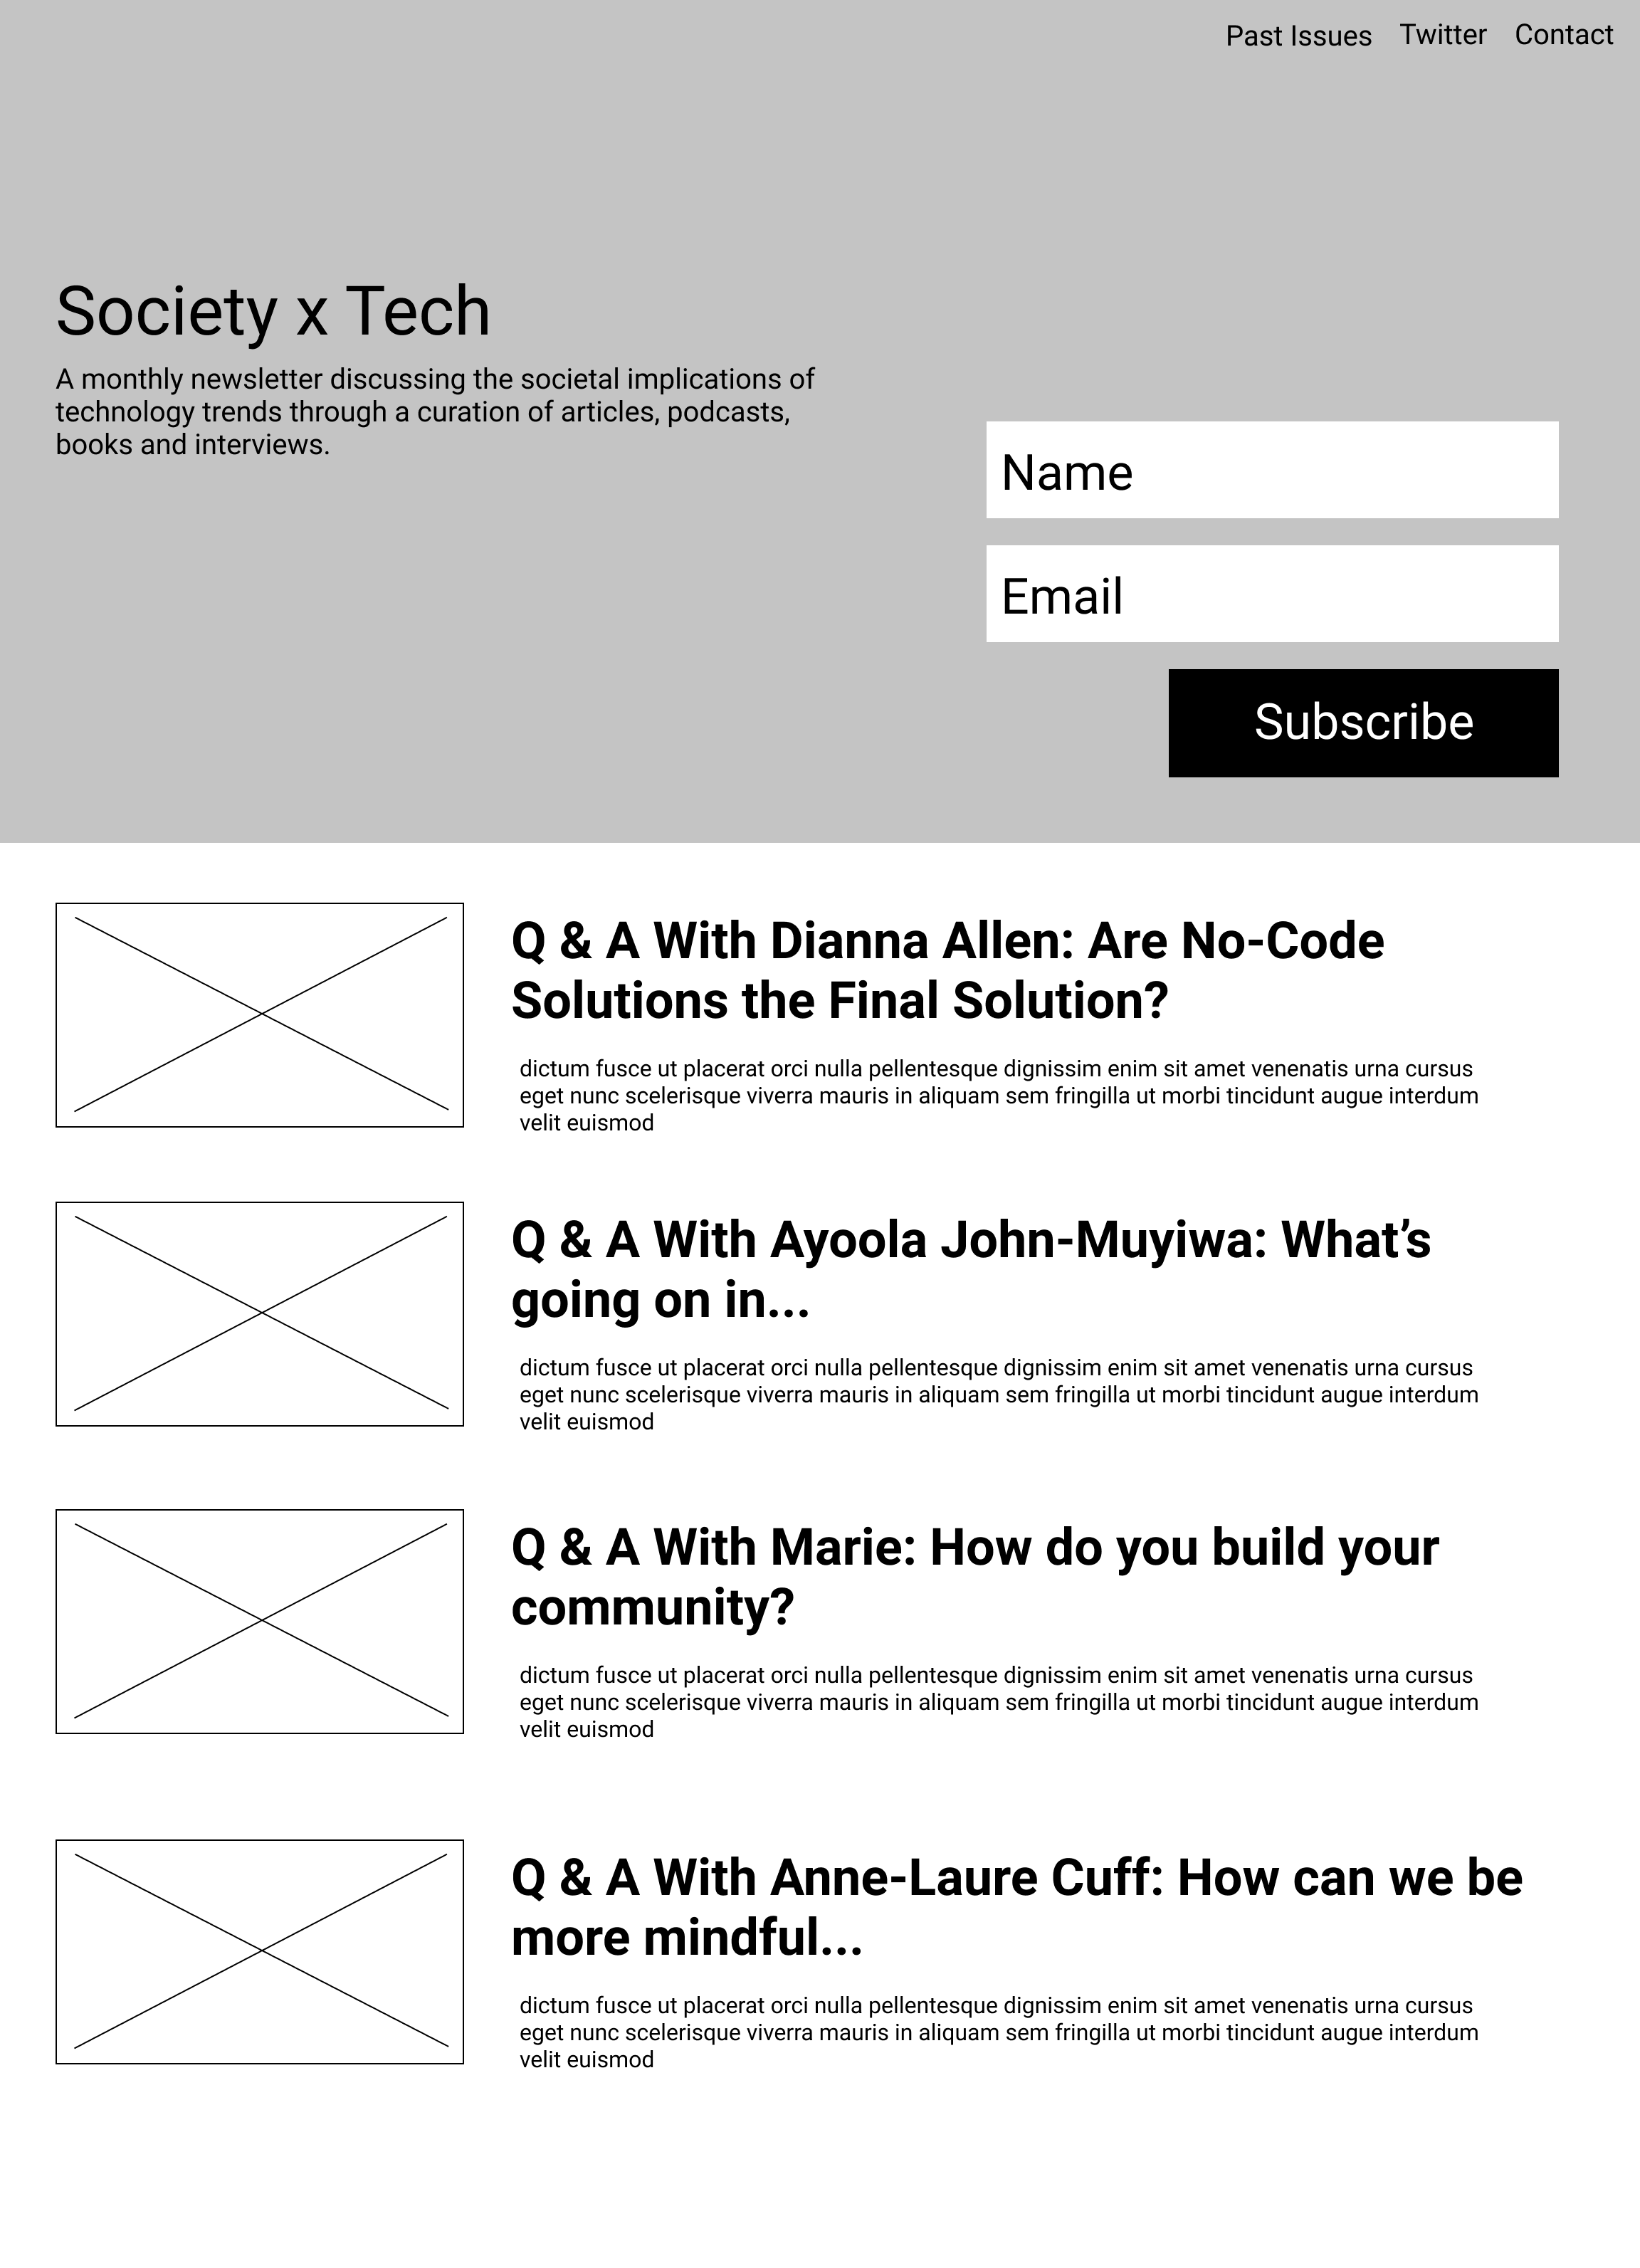 Past Issues Twitter Contact
Society x Tech
A monthly newsletter discussing the societal implications of
technology trends through a curation of articles, podcasts,
books and interviews.
Name
Email
Subscribe
Q & A With Dianna Allen: Are No-Code
Solutions the Final Solution?
dictum fusce ut placerat orci nulla pellentesque dignissim enim sit amet venenatis urna cursus
eget nunc scelerisque viverra mauris in aliquam sem fringilla ut morbi tincidunt augue interdum
velit euismod
Q & A With Ayoola John-Muyiwa: What’s
going on in...
dictum fusce ut placerat orci nulla pellentesque dignissim enim sit amet venenatis urna cursus
eget nunc scelerisque viverra mauris in aliquam sem fringilla ut morbi tincidunt augue interdum
velit euismod
Q & A With Marie: How do you build your
community?
dictum fusce ut placerat orci nulla pellentesque dignissim enim sit amet venenatis urna cursus
eget nunc scelerisque viverra mauris in aliquam sem fringilla ut morbi tincidunt augue interdum
velit euismod
Q & A With Anne-Laure Cuff: How can we be
more mindful...
dictum fusce ut placerat orci nulla pellentesque dignissim enim sit amet venenatis urna cursus
eget nunc scelerisque viverra mauris in aliquam sem fringilla ut morbi tincidunt augue interdum
velit euismod